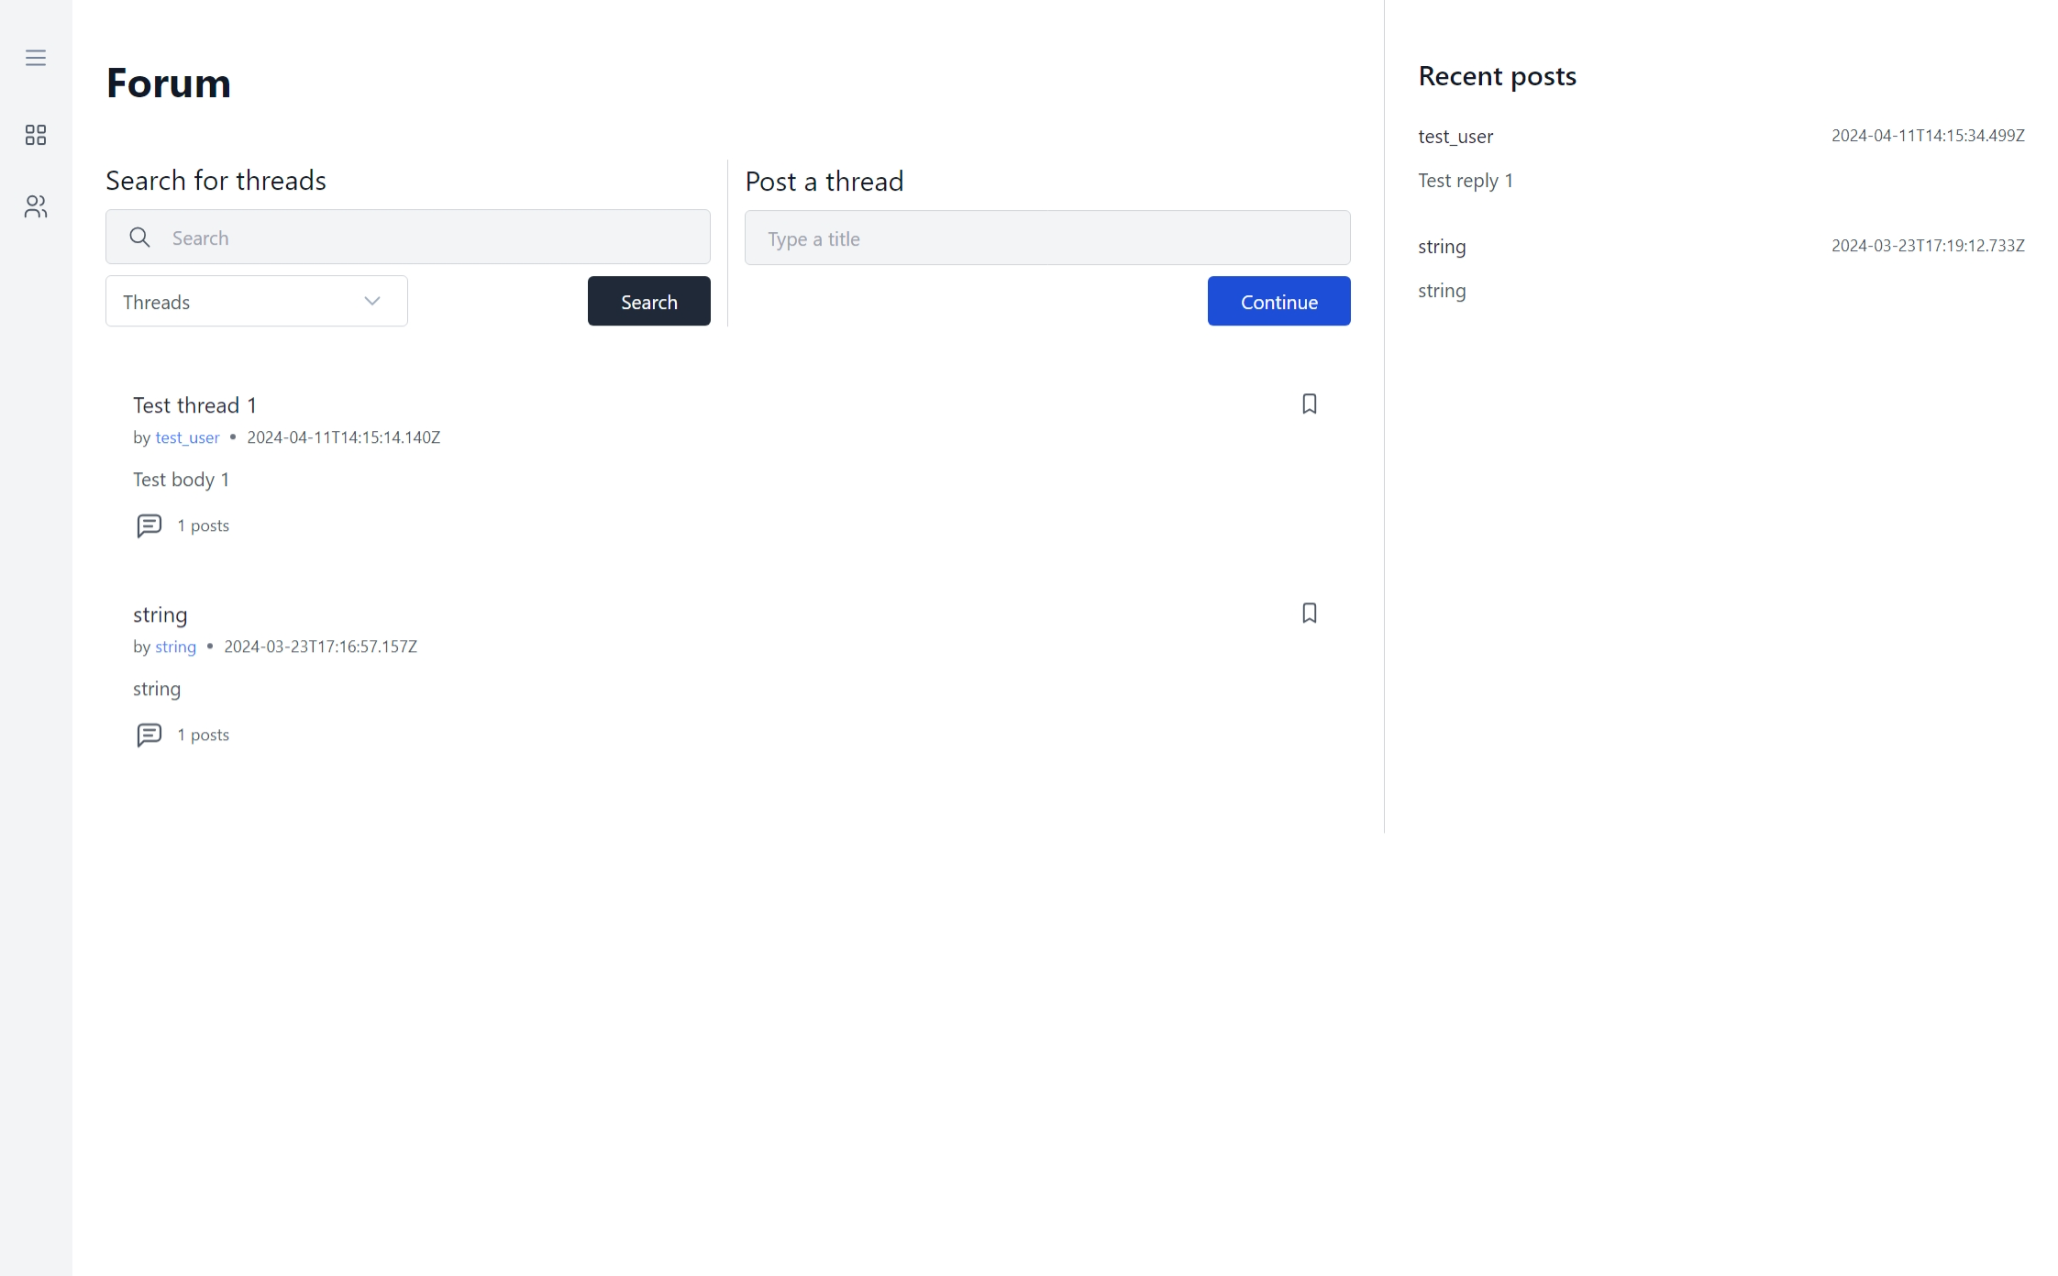 Forum
Search for threads
Search
Threads
Search
Post a thread
Type a title
Continue
Test thread 1
by test_user • 2024-04-11T14:15:14.140Z
Test body 1
1 posts
string
by string • 2024-03-23T17:16:57.157Z
string
1 posts
Recent posts
test_user 2024-04-11T14:15:34.499Z
Test reply 1
string 2024-03-23T17:19:12.733Z
string